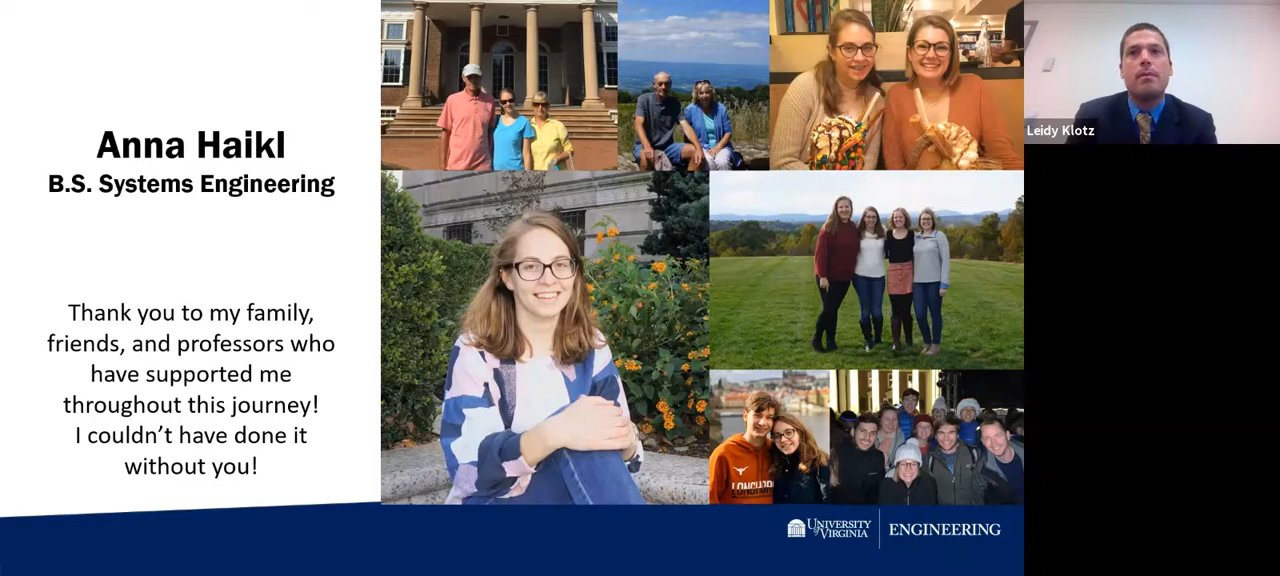 Anna Haikl
B.S. Systems Engineering
Thank you to my family,
friends, and professors who
have supported me
throughout this journey!
I couldn’t have done it
without you!
Leidy Klotz
LONGHORN
UNIVERSITY
of VIRGINIA
ENGINEERING